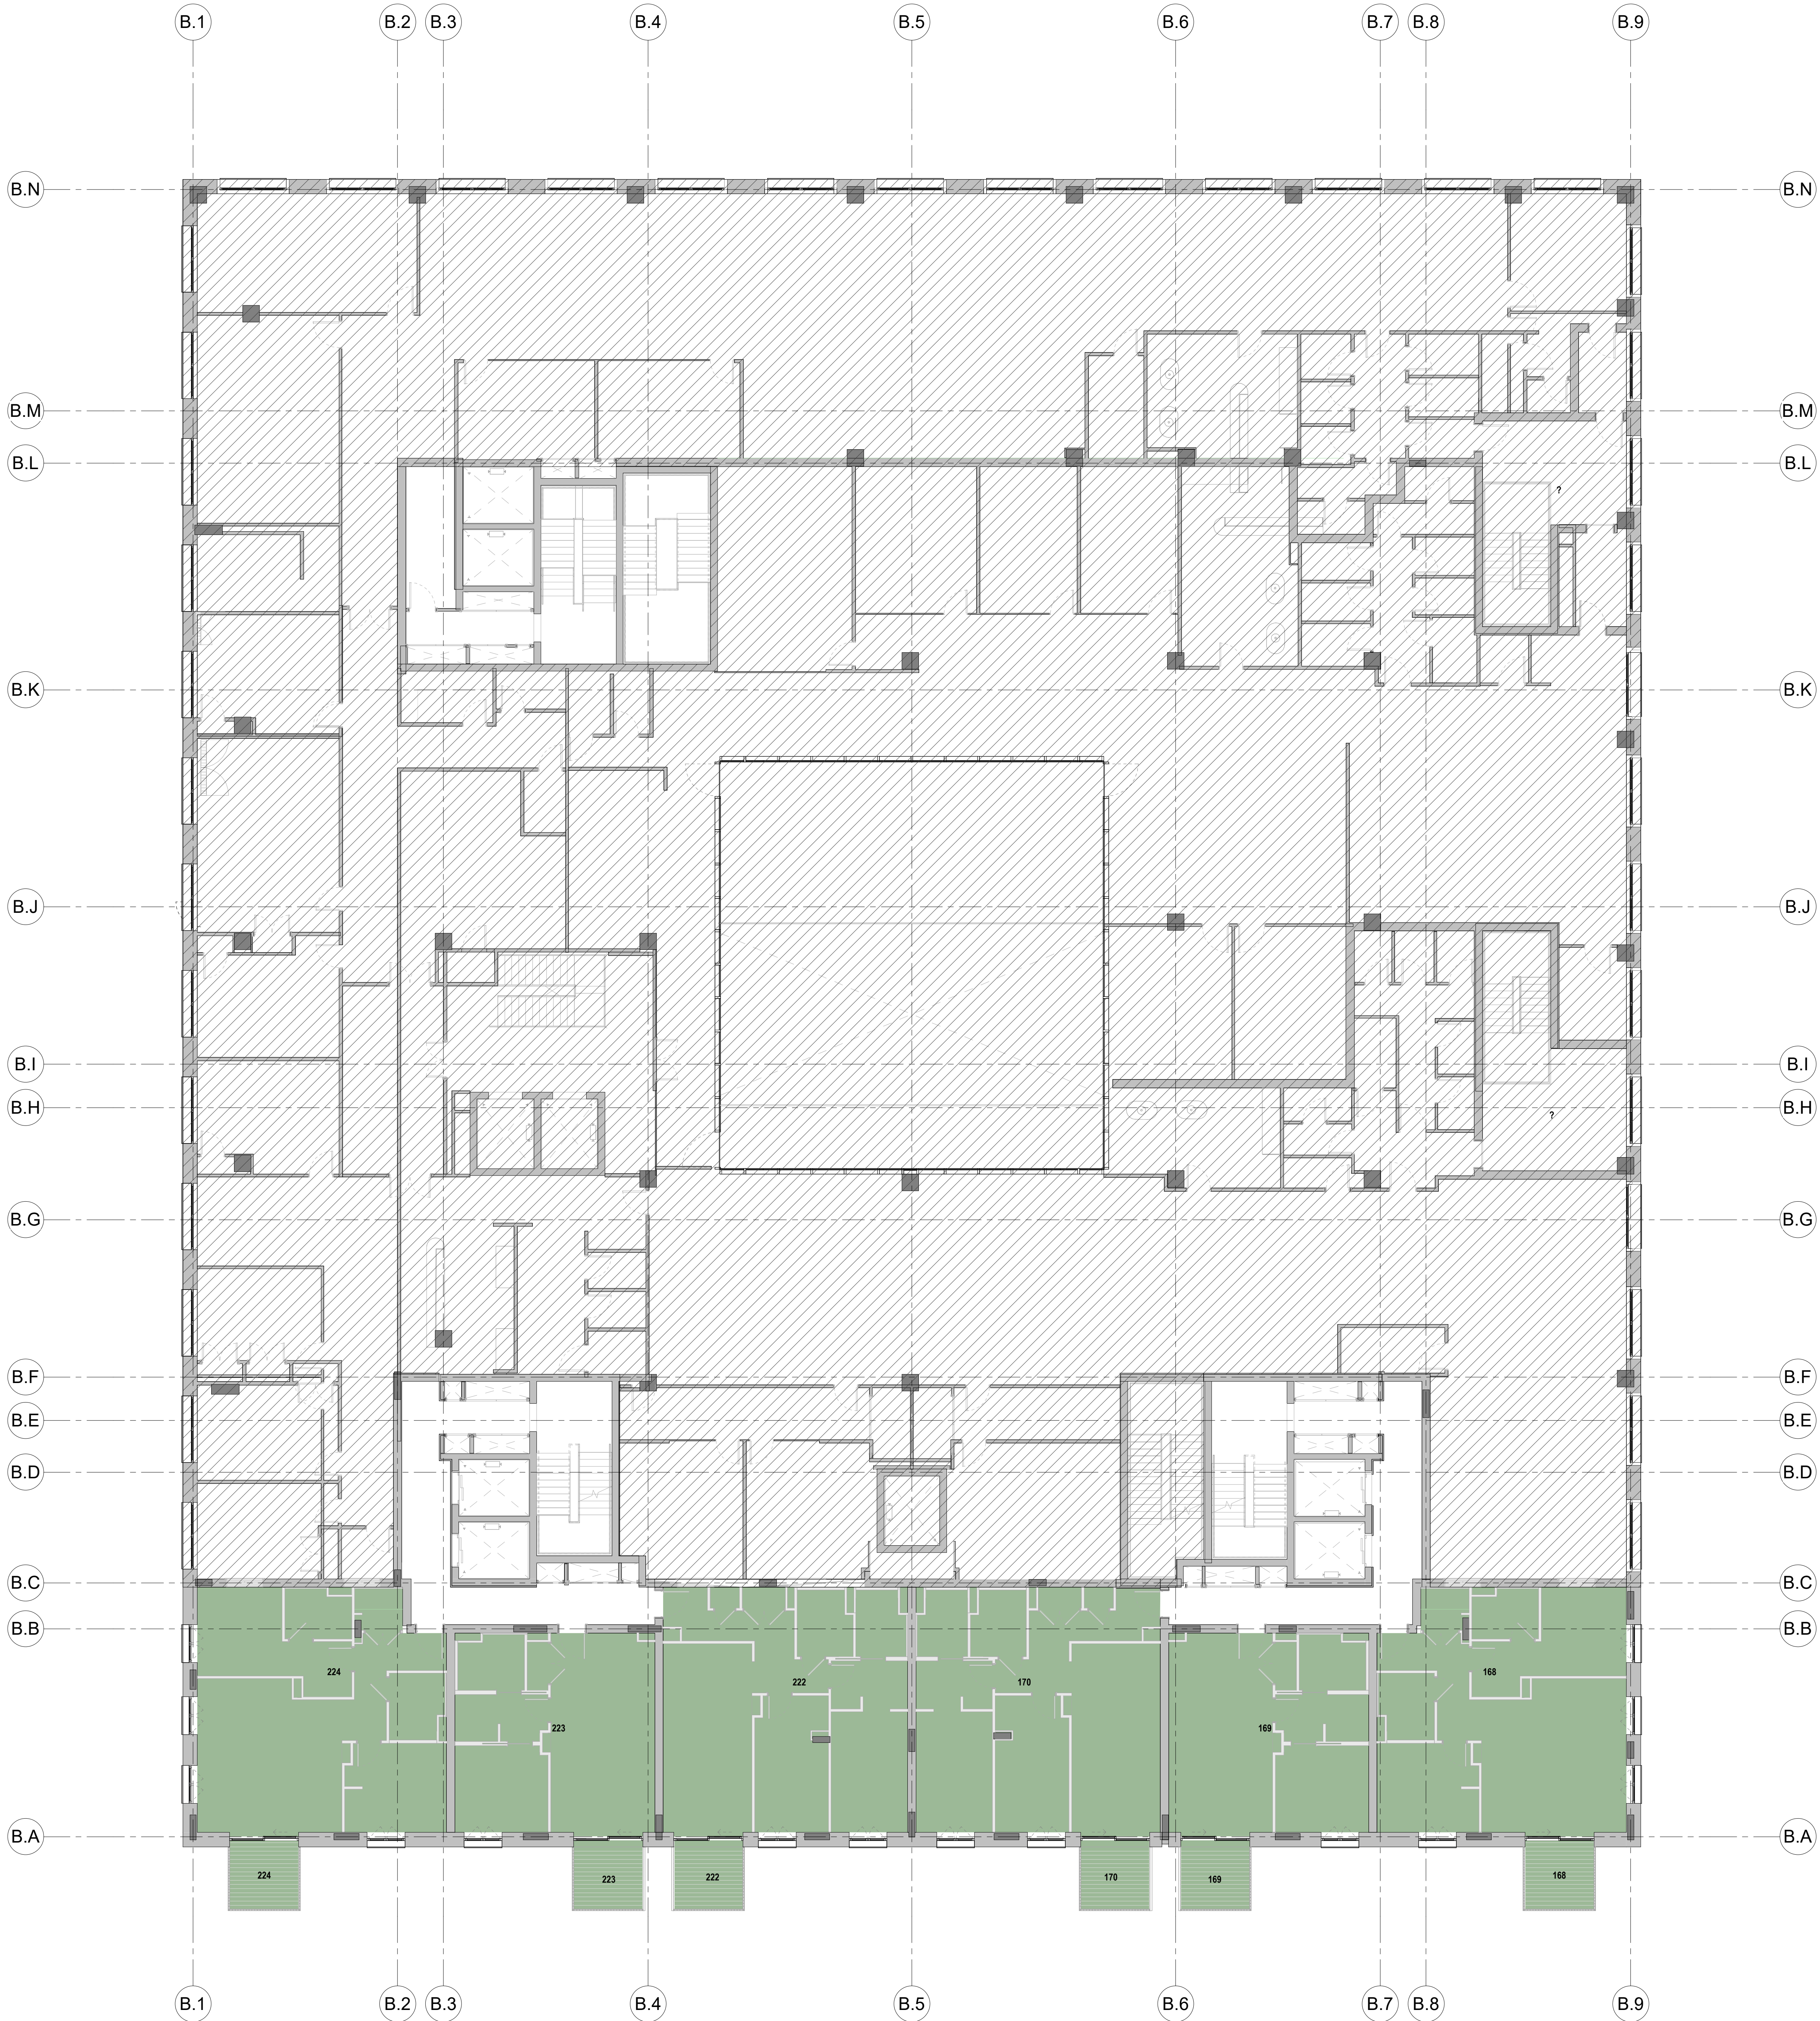 B.1 B.2 B.3 B.4 B.5 B.6 B.7 B.8 B.9
B.N B.N
B.M B.M
B.L B.L
?
B.K B.K
B.J B.J
B.I B.I
B.H B.H
?
B.G B.G
B.F B.F
B.E B.E
B.D B.D
B.C B.C
B.B B.B
224 222 170 168
223 169
B.A B.A
224 223 222 170 169 168
B.1 B.2 B.3 B.4 B.5 B.6 B.7 B.8 B.9